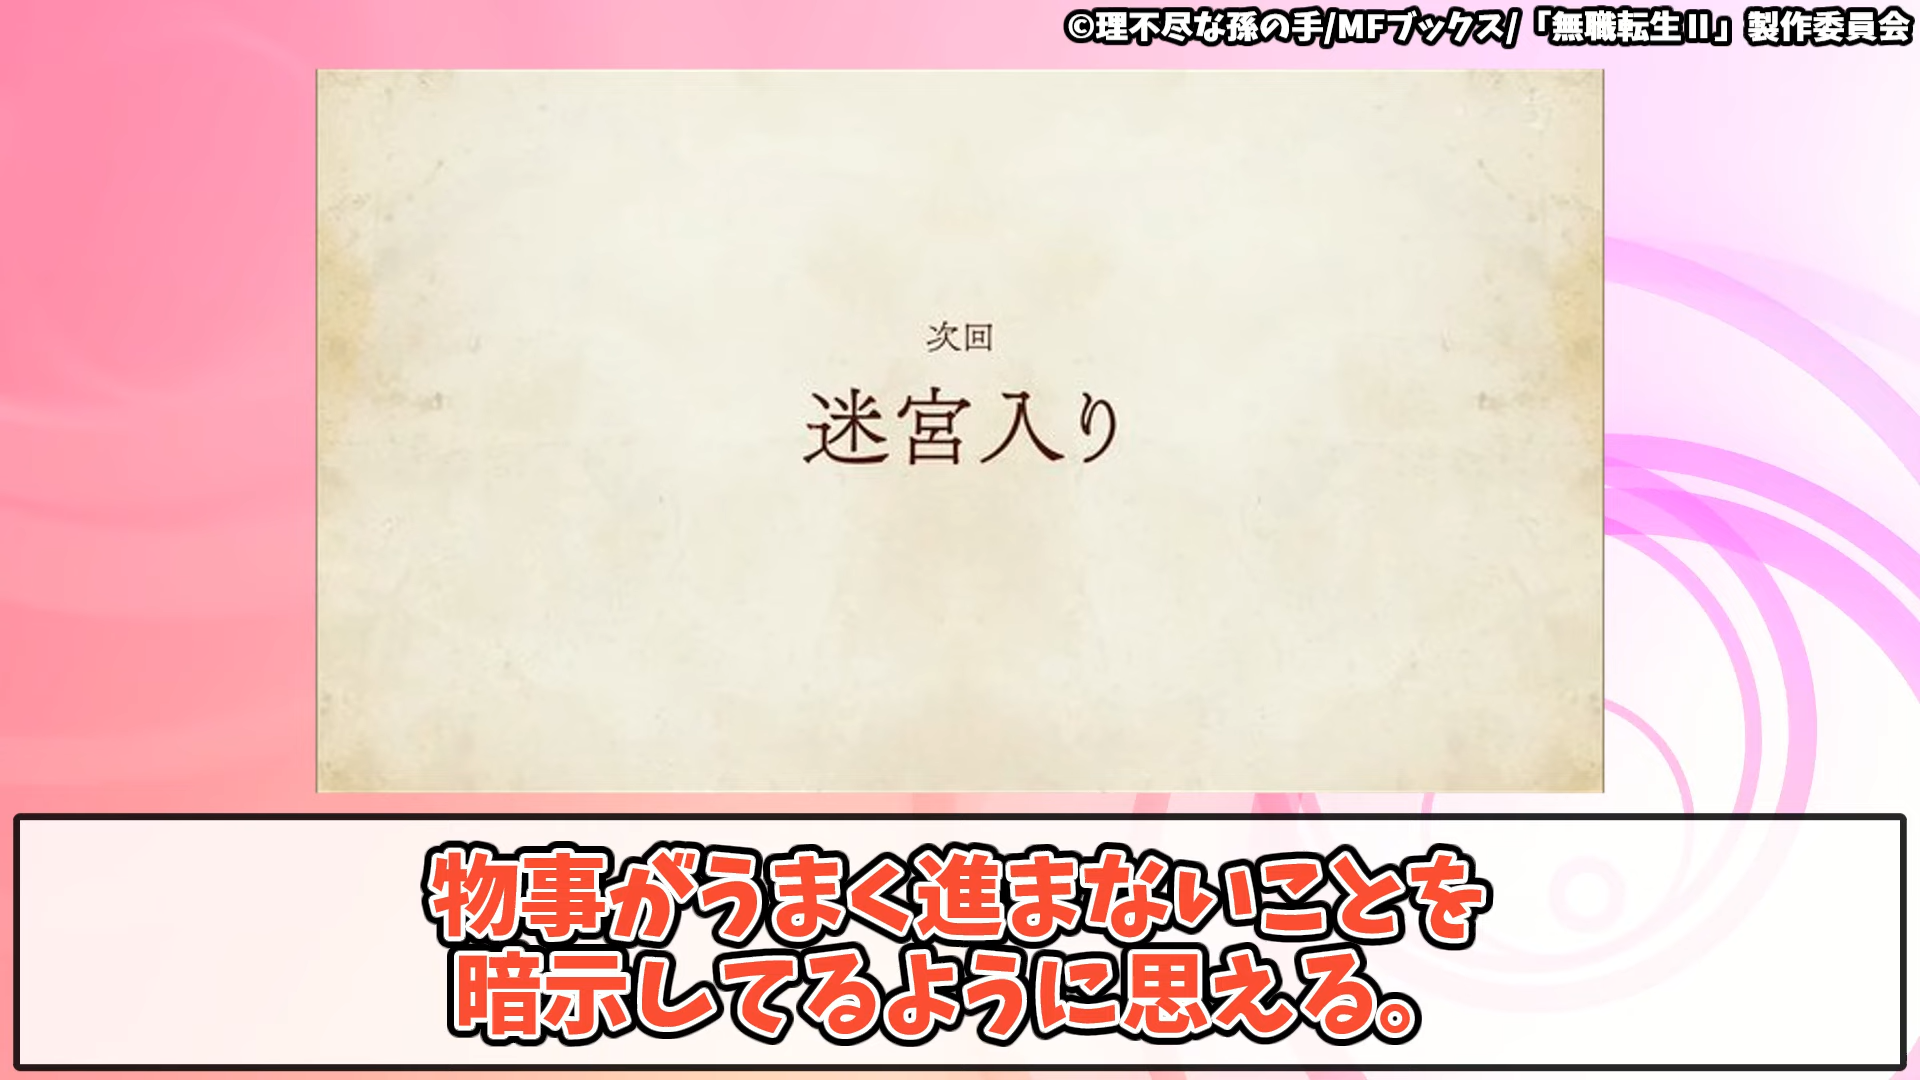 ©理不尽な孫の手/MFブックス/「無職転生Ⅱ」製作委員会
次回
迷宮入り
物事がうまく進まないことを
暗示してるように思える。